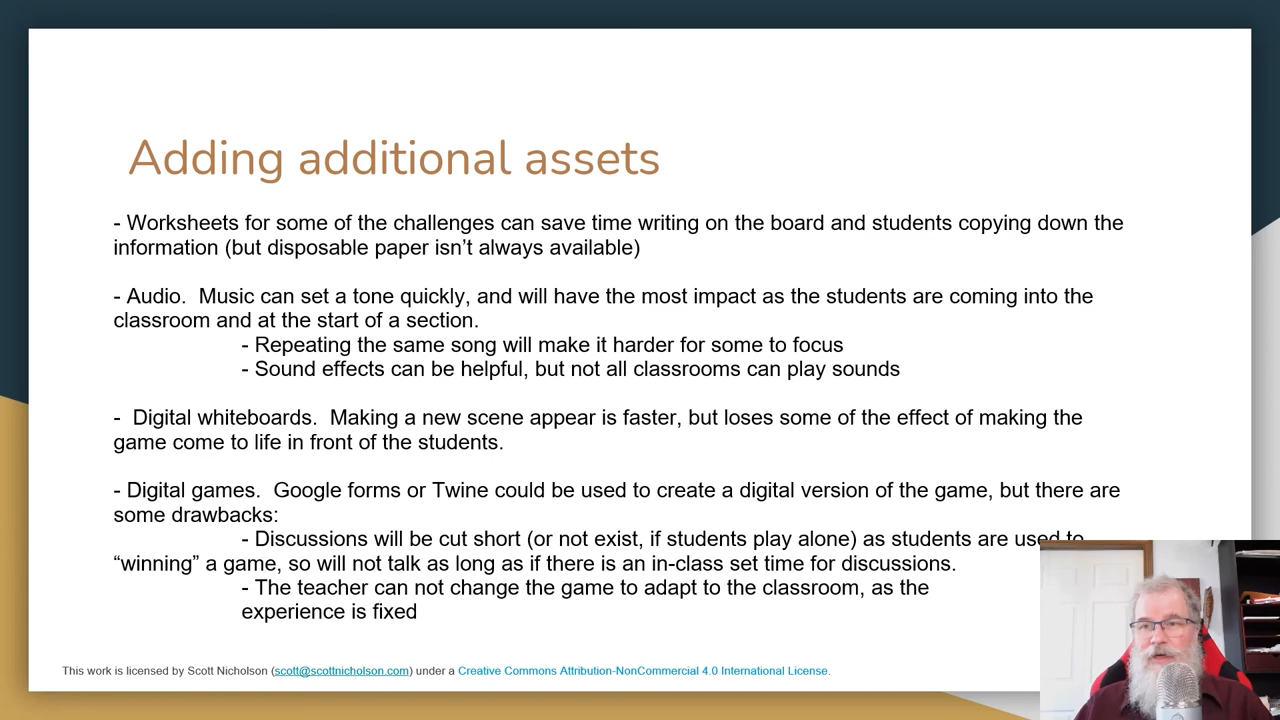 Adding additional assets
- Worksheets for some of the challenges can save time writing on the board and students copying down the
information (but disposable paper isn’t always available)
- Audio.  Music can set a tone quickly, and will have the most impact as the students are coming into the
classroom and at the start of a section.
- Repeating the same song will make it harder for some to focus
- Sound effects can be helpful, but not all classrooms can play sounds
-  Digital whiteboards.  Making a new scene appear is faster, but loses some of the effect of making the
game come to life in front of the students.
- Digital games.  Google forms or Twine could be used to create a digital version of the game, but there are
some drawbacks:
- Discussions will be cut short (or not exist, if students play alone) as students are used to
“winning” a game, so will not talk as long as if there is an in-class set time for discussions.
- The teacher can not change the game to adapt to the classroom, as the
experience is fixed
This work is licensed by Scott Nicholson (scott@scottnicholson.com) under a Creative Commons Attribution-NonCommercial 4.0 International License.